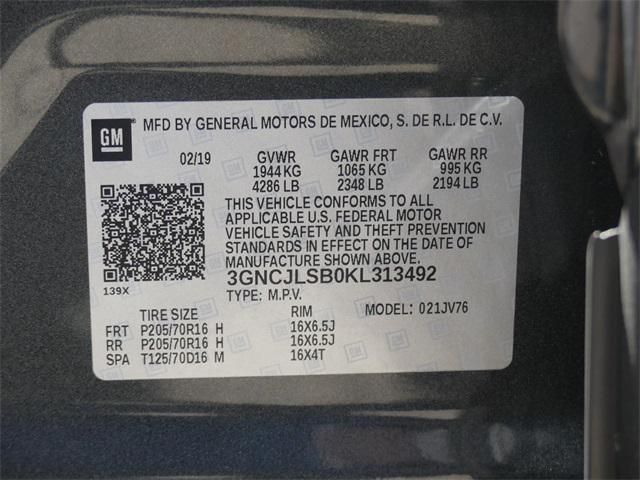 GM
MFD BY GENERAL MOTORS DE MEXICO, S. DE R.L. DE C.V.
02/19 GVWR GAWR FRT GAWR RR
1944 KG 1065 KG 995 KG
4286 LB 2348 LB 2194 LB
THIS VEHICLE CONFORMS TO ALL
APPLICABLE U.S. FEDERAL MOTOR
VEHICLE SAFETY AND THEFT PREVENTION
STANDARDS IN EFFECT ON THE DATE OF
MANUFACTURE SHOWN ABOVE.
3GNCJLSB0KL313492
139X
TYPE: M.P.V.
TIRE SIZE RIM MODEL: 021JV76
FRT P205/70R16 H 16X6.5J
RR P205/70R16 H 16X6.5J
SPA T125/70D16 M 16X4T